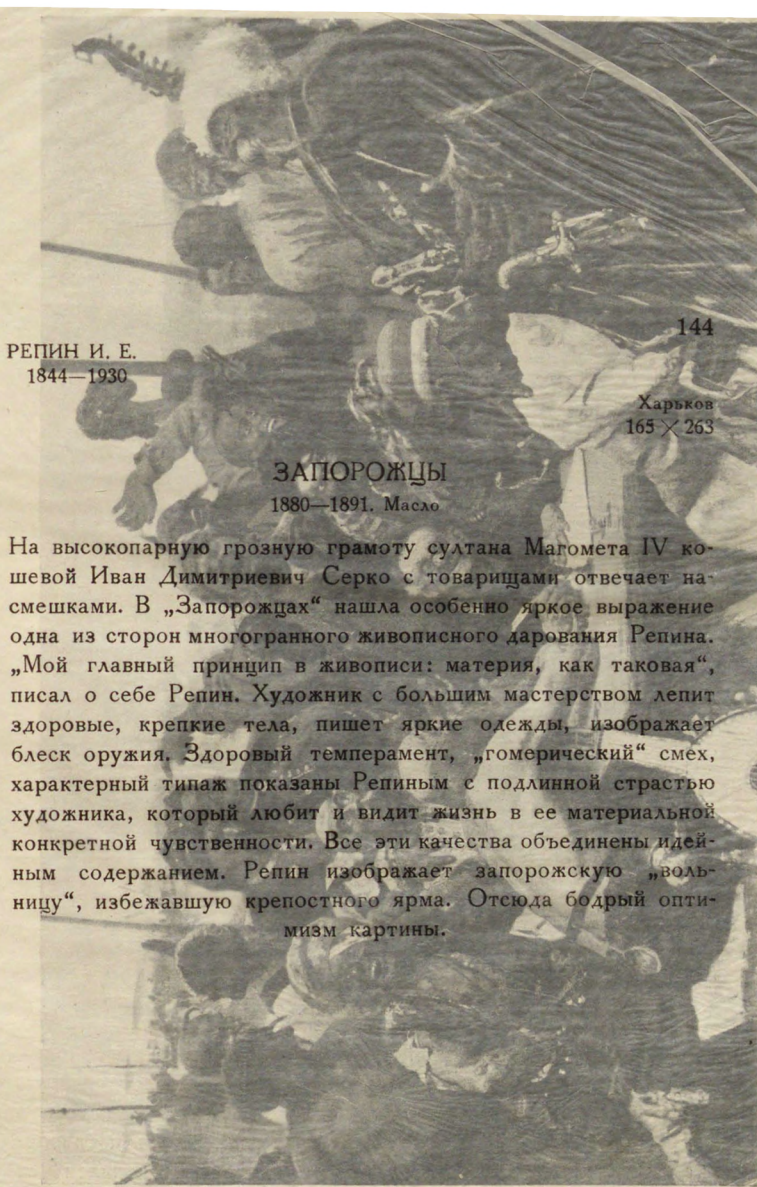 144
РЕПИН И. Е.
1844—1930
Харьков
165 × 263
ЗАПОРОЖЦЫ
1880—1891. Масло
На высокопарную грозную грамоту султана Магомета IV ко-
шевой Иван Димитриевич Серко с товарищами отвечает на-
смешками. В „Запорожцах“ нашла особенно яркое выражение
одна из сторон многогранного живописного дарования Репина.
„Мой главный принцип в живописи: материя, как таковая“,
писал о себе Репин. Художник с большим мастерством лепит
здоровые, крепкие тела, пишет яркие одежды, изображает
блеск оружия. Здоровый темперамент, „гомерический“ смех,
характерный типаж показаны Репиным с подлинной страстью
художника, который любит и видит жизнь в ее материальной
конкретной чувственности. Все эти качества объединены идей-
ным содержанием. Репин изображает запорожскую „воль-
ницу“, избежавшую крепостного ярма. Отсюда бодрый опти-
мизм картины.